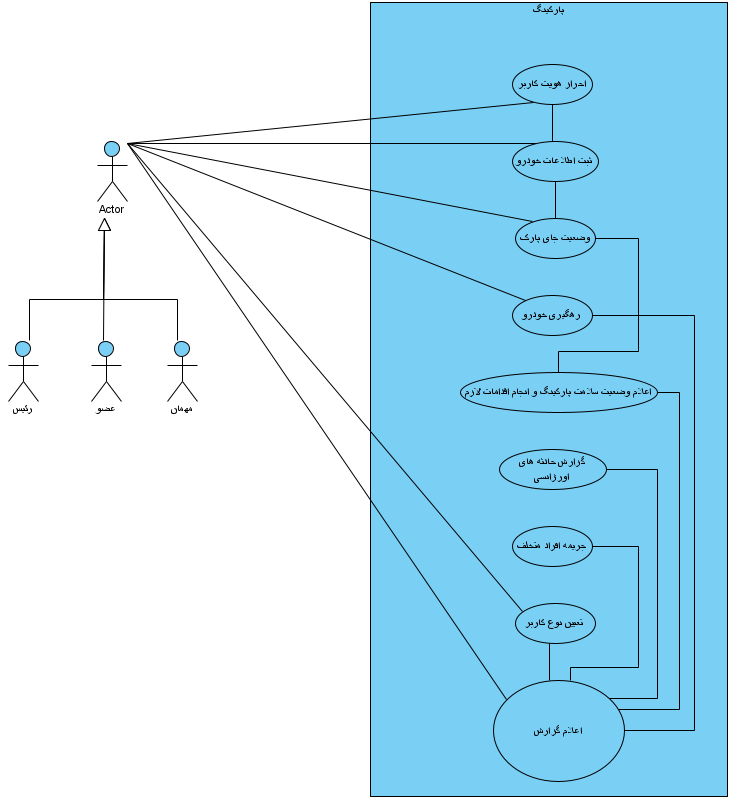 پارکینگ
احراز هویت کاربر
ثبت اطلاعات خودرو
Actor
وضعیت جای پارک
رهگیری خودرو
اعلام وضعیت سلامت پارکینگ و انجام اقدامات لازم
رئیس
عضو
مهمان
گزارش حادثه های
اورژانسی
جریمه افراد متخلف
تعیین نوع کاربر
اعلام گزارش